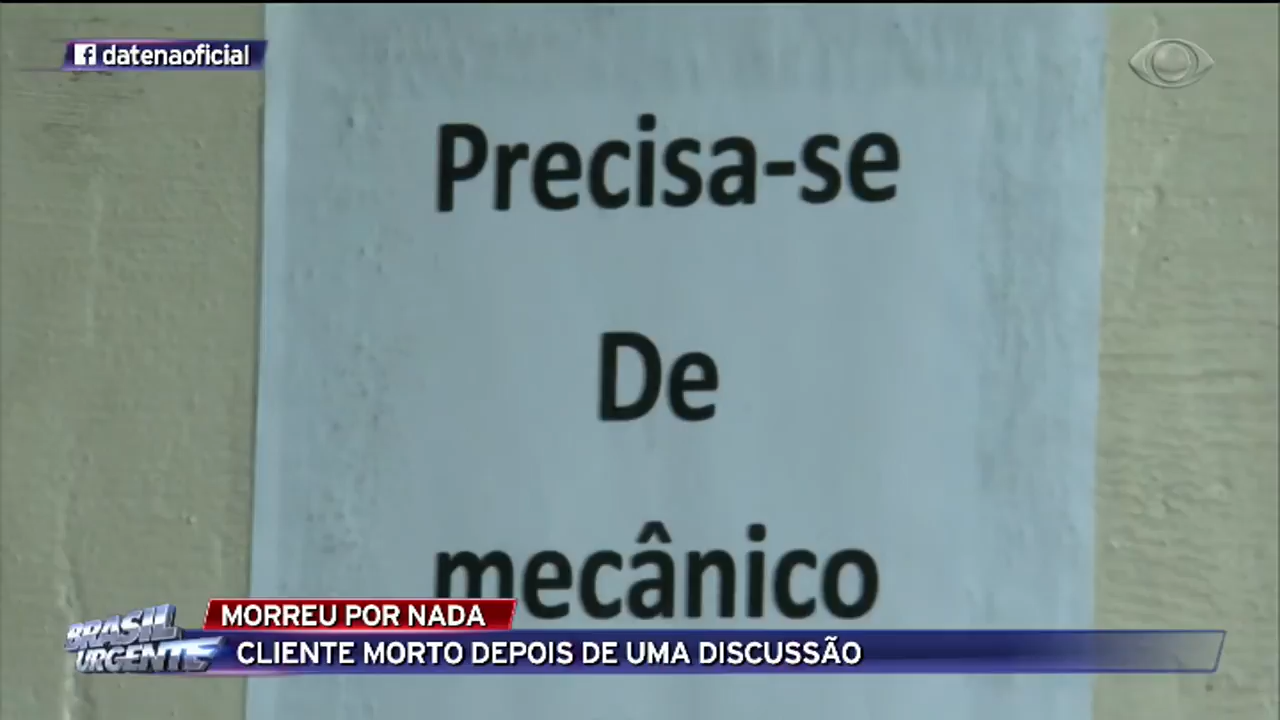 datenaoficial
Precisa-se
De
mecânico
MORREU POR NADA
BRASIL
URGENTE
CLIENTE MORTO DEPOIS DE UMA DISCUSSÃO